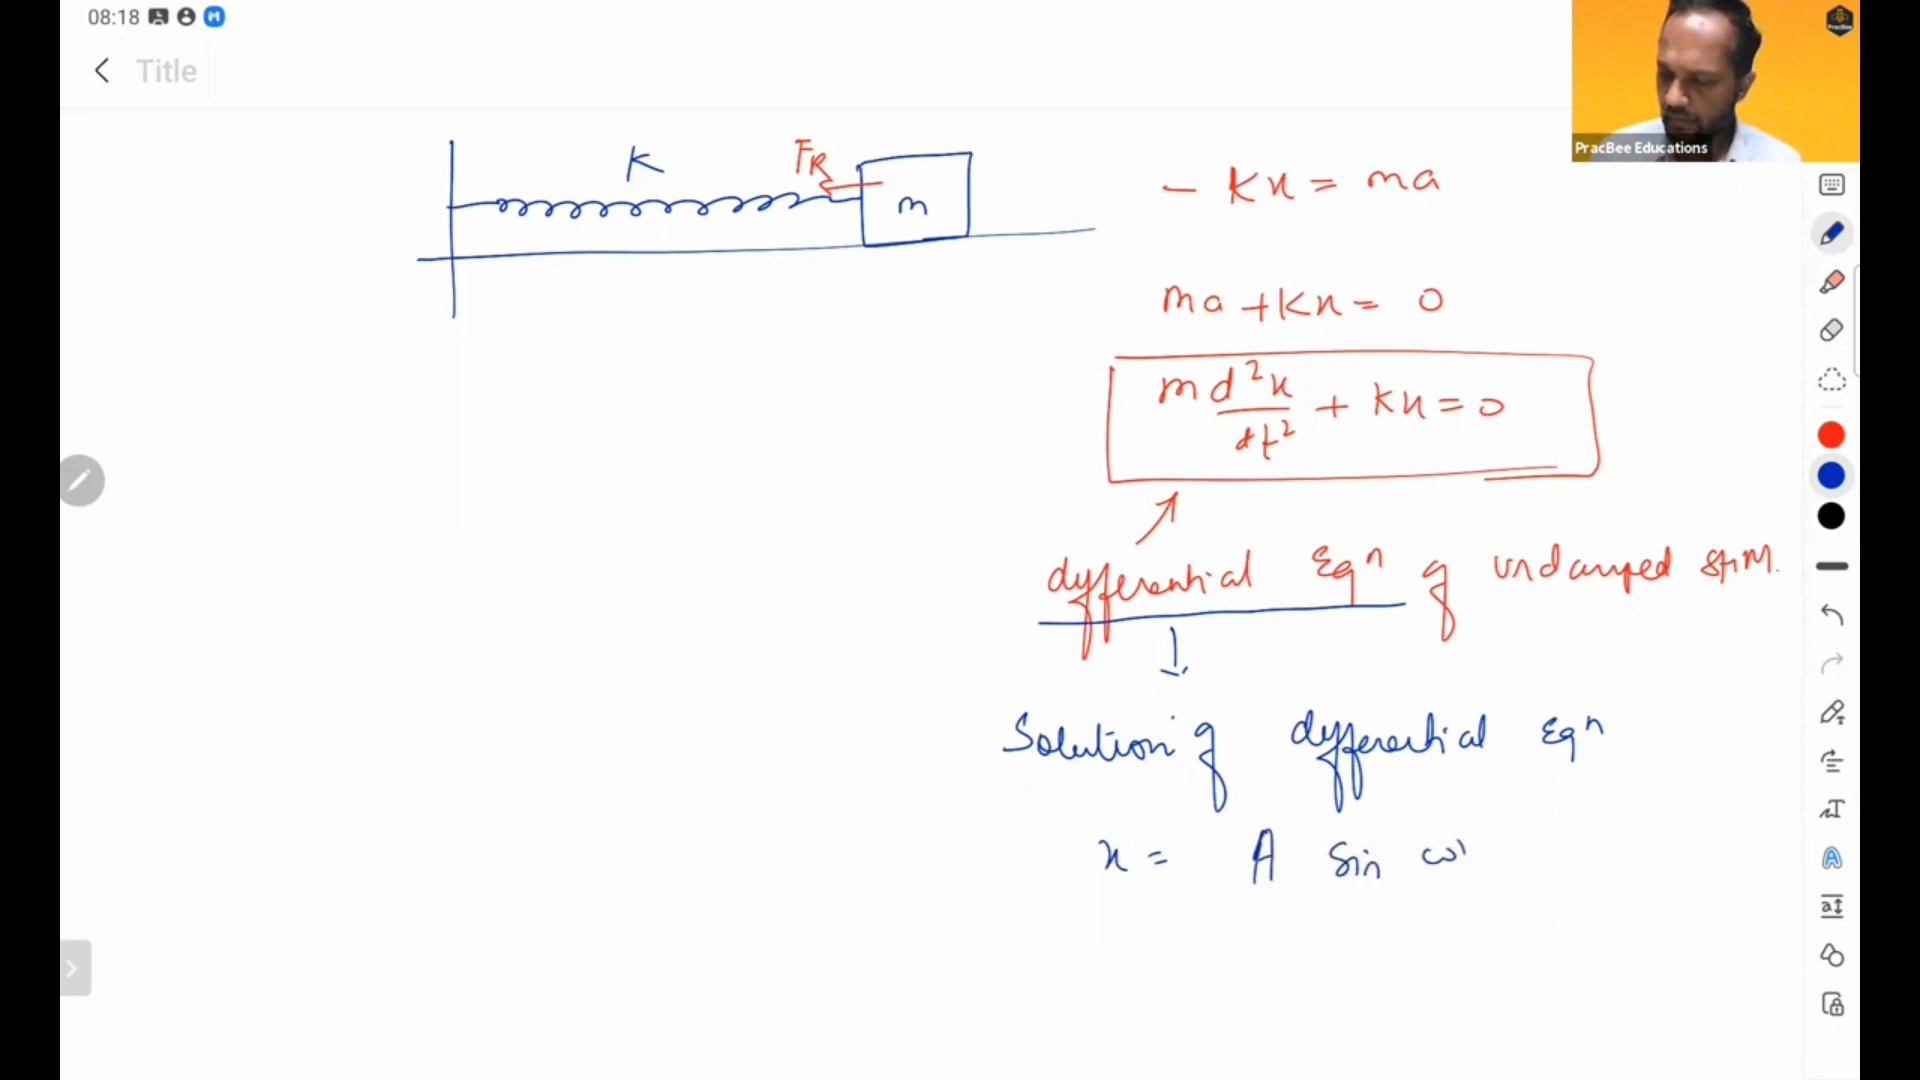 08:18
Title
PracBee
PracBee Educations
K
FR
m
- Kx = ma
ma + Kx = 0
m d²x/dt² + Kx = 0
differential Eqn of undamped SHM.
Solution of differential Eqn
x = A sin ω